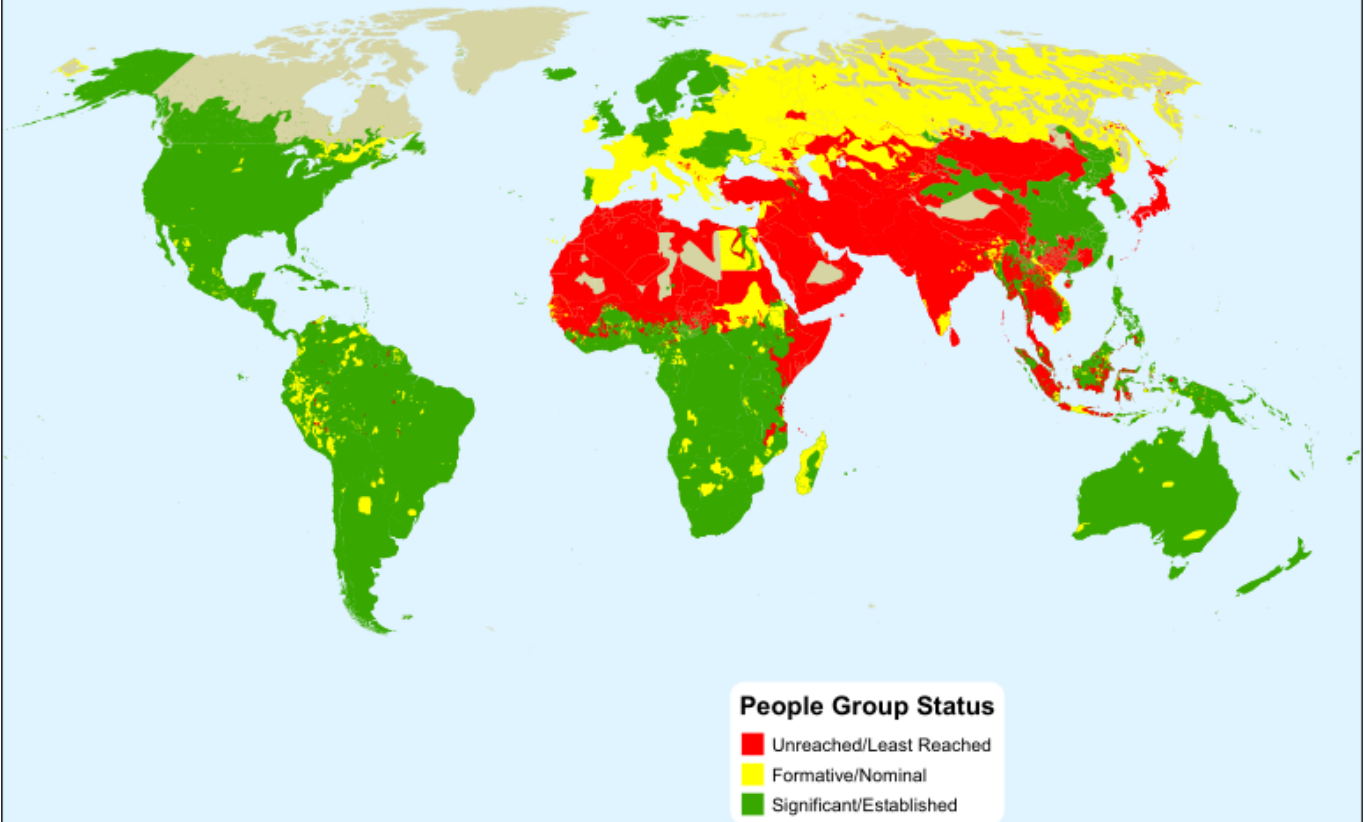 People Group Status
Unreached/Least Reached
Formative/Nominal
Significant/Established